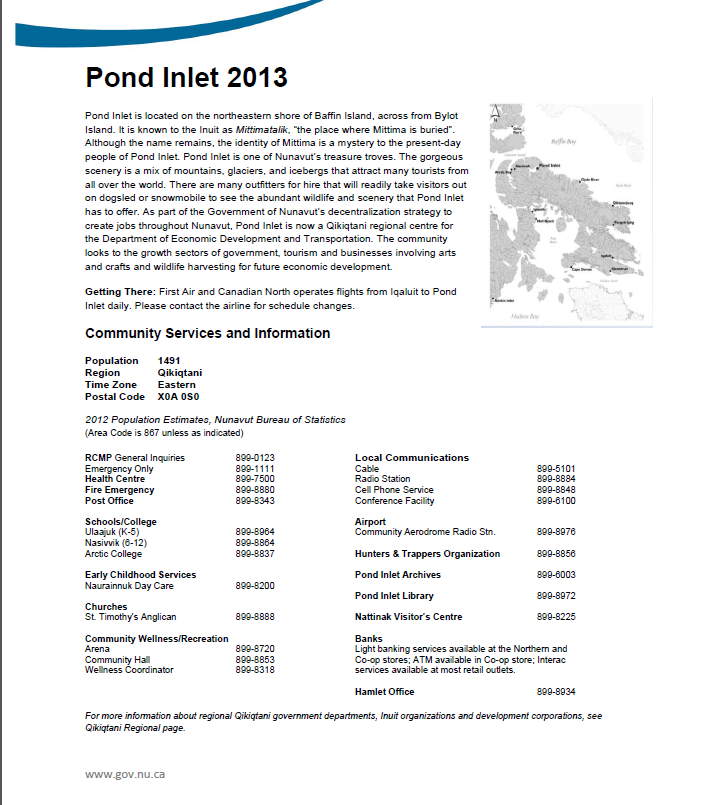 Pond Inlet 2013
Pond Inlet is located on the northeastern shore of Baffin Island, across from Bylot
Island. It is known to the Inuit as Mittimatalik, "the place where Mittima is buried".
Although the name remains, the identity of Mittima is a mystery to the present-day
people of Pond Inlet. Pond Inlet is one of Nunavut's treasure troves. The gorgeous
scenery is a mix of mountains, glaciers, and icebergs that attract many tourists from
all over the world. There are many outfitters for hire that will readily take visitors out
on dogsled or snowmobile to see the abundant wildlife and scenery that Pond Inlet
has to offer. As part of the Government of Nunavut's decentralization strategy to
create jobs throughout Nunavut, Pond Inlet is now a Qikiqtani regional centre for
the Department of Economic Development and Transportation. The community
looks to the growth sectors of government, tourism and businesses involving arts
and crafts and wildlife harvesting for future economic development.
N
Baffin Bay
Pond Inlet
Arctic Bay
Clyde River
Cape Dorset
Hudson Bay
Getting There: First Air and Canadian North operates flights from Iqaluit to Pond
Inlet daily. Please contact the airline for schedule changes.
Community Services and Information
Population 1491
Region Qikiqtani
Time Zone Eastern
Postal Code X0A 0S0
2012 Population Estimates, Nunavut Bureau of Statistics
(Area Code is 867 unless as indicated)
RCMP General Inquiries 899-0123
Emergency Only 899-1111
Health Centre 899-7500
Fire Emergency 899-8880
Post Office 899-8343
Schools/College
Ulaajuk (K-5) 899-8964
Nasivvik (6-12) 899-8864
Arctic College 899-8837
Early Childhood Services
Naurainnuk Day Care 899-8200
Churches
St. Timothy's Anglican 899-8888
Community Wellness/Recreation
Arena 899-8720
Community Hall 899-8853
Wellness Coordinator 899-8318
Local Communications
Cable 899-5101
Radio Station 899-8884
Cell Phone Service 899-8848
Conference Facility 899-6100
Airport
Community Aerodrome Radio Stn. 899-8976
Hunters & Trappers Organization 899-8856
Pond Inlet Archives 899-6003
Pond Inlet Library 899-8972
Nattinak Visitor's Centre 899-8225
Banks
Light banking services available at the Northern and
Co-op stores; ATM available in Co-op store; Interac
services available at most retail outlets.
Hamlet Office 899-8934
For more information about regional Qikiqtani government departments, Inuit organizations and development corporations, see
Qikiqtani Regional page.
www.gov.nu.ca